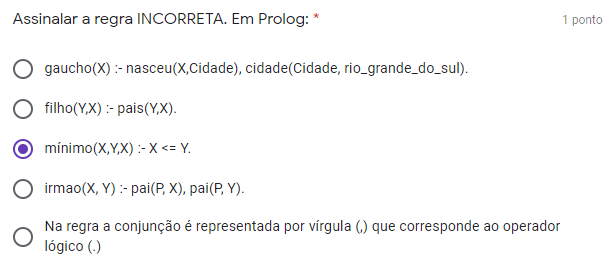 Assinalar a regra INCORRETA. Em Prolog: *
1 ponto
gaucho(X) :- nasceu(X,Cidade), cidade(Cidade, rio_grande_do_sul).
filho(Y,X) :- pais(Y,X).
mínimo(X,Y,X) :- X <= Y.
irmao(X, Y) :- pai(P, X), pai(P, Y).
Na regra a conjunção é representada por vírgula (,) que corresponde ao operador
lógico (.)